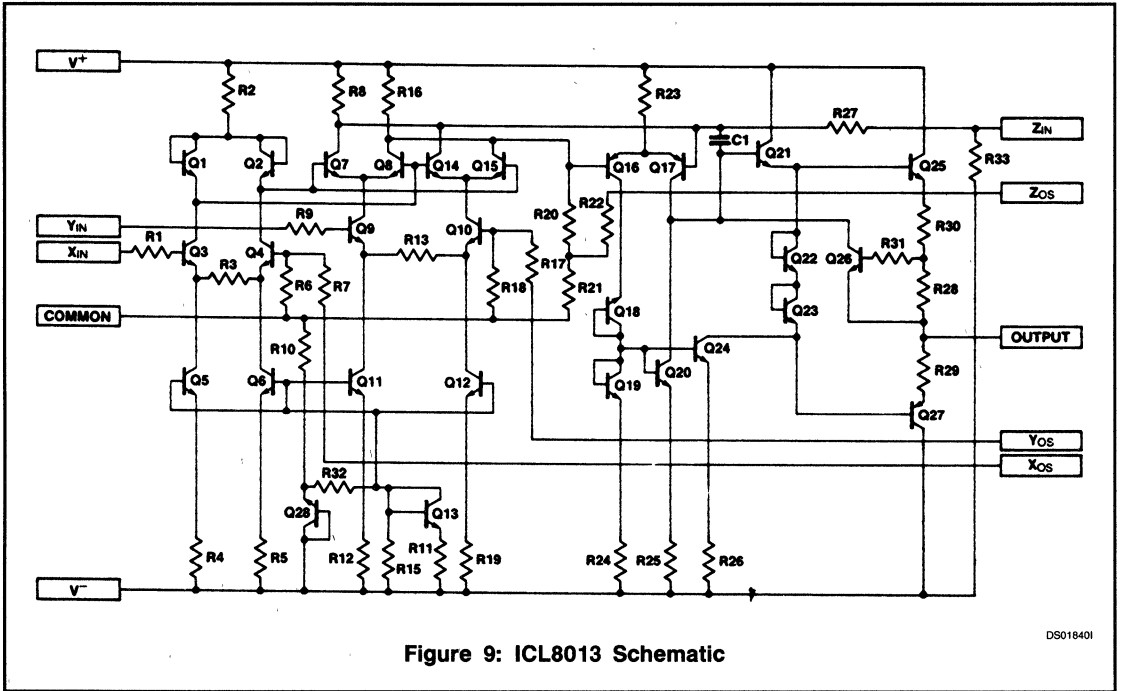 V+
R2
R8
R16
R23
R27
ZIN
C1
Q21
Q1
Q2
Q7
Q8
Q14
Q15
Q16
Q17
Q25
R33
ZOS
R20
R22
R30
YIN
R9
Q9
R13
Q10
XIN
R1
Q3
R3
Q4
R6
R7
R18
R17
R21
Q22
Q26
R31
R28
COMMON
Q18
Q23
OUTPUT
R10
Q24
Q5
Q6
Q11
Q12
Q19
Q20
R29
Q27
YOS
XOS
R32
Q28
Q13
R4
R5
R12
R15
R11
R19
R24
R25
R26
V-
DS01840I
Figure 9: ICL8013 Schematic